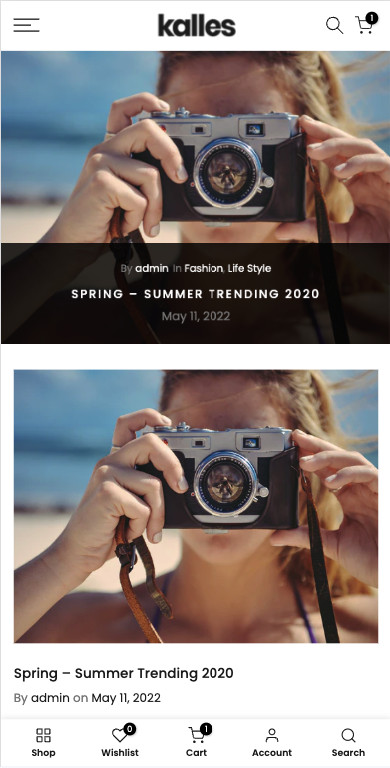 kalles
1
By admin In Fashion, Life Style
SPRING – SUMMER TRENDING 2020
May 11, 2022
Spring – Summer Trending 2020
By admin on May 11, 2022
0
1
Shop
Wishlist
Cart
Account
Search